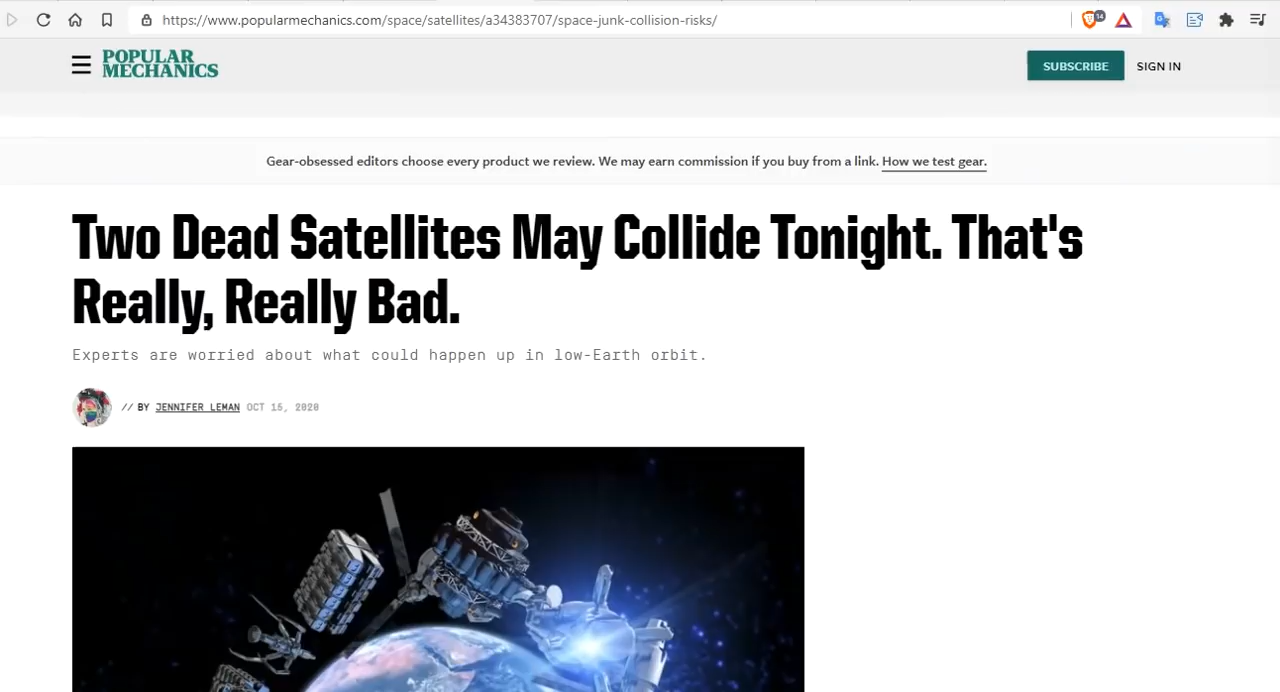 https://www.popularmechanics.com/space/satellites/a34383707/space-junk-collision-risks/
14
POPULAR
MECHANICS
SUBSCRIBE
SIGN IN
Gear-obsessed editors choose every product we review. We may earn commission if you buy from a link. How we test gear.
Two Dead Satellites May Collide Tonight. That's
Really, Really Bad.
Experts are worried about what could happen up in low-Earth orbit.
// BY JENNIFER LEMAN OCT 15, 2020